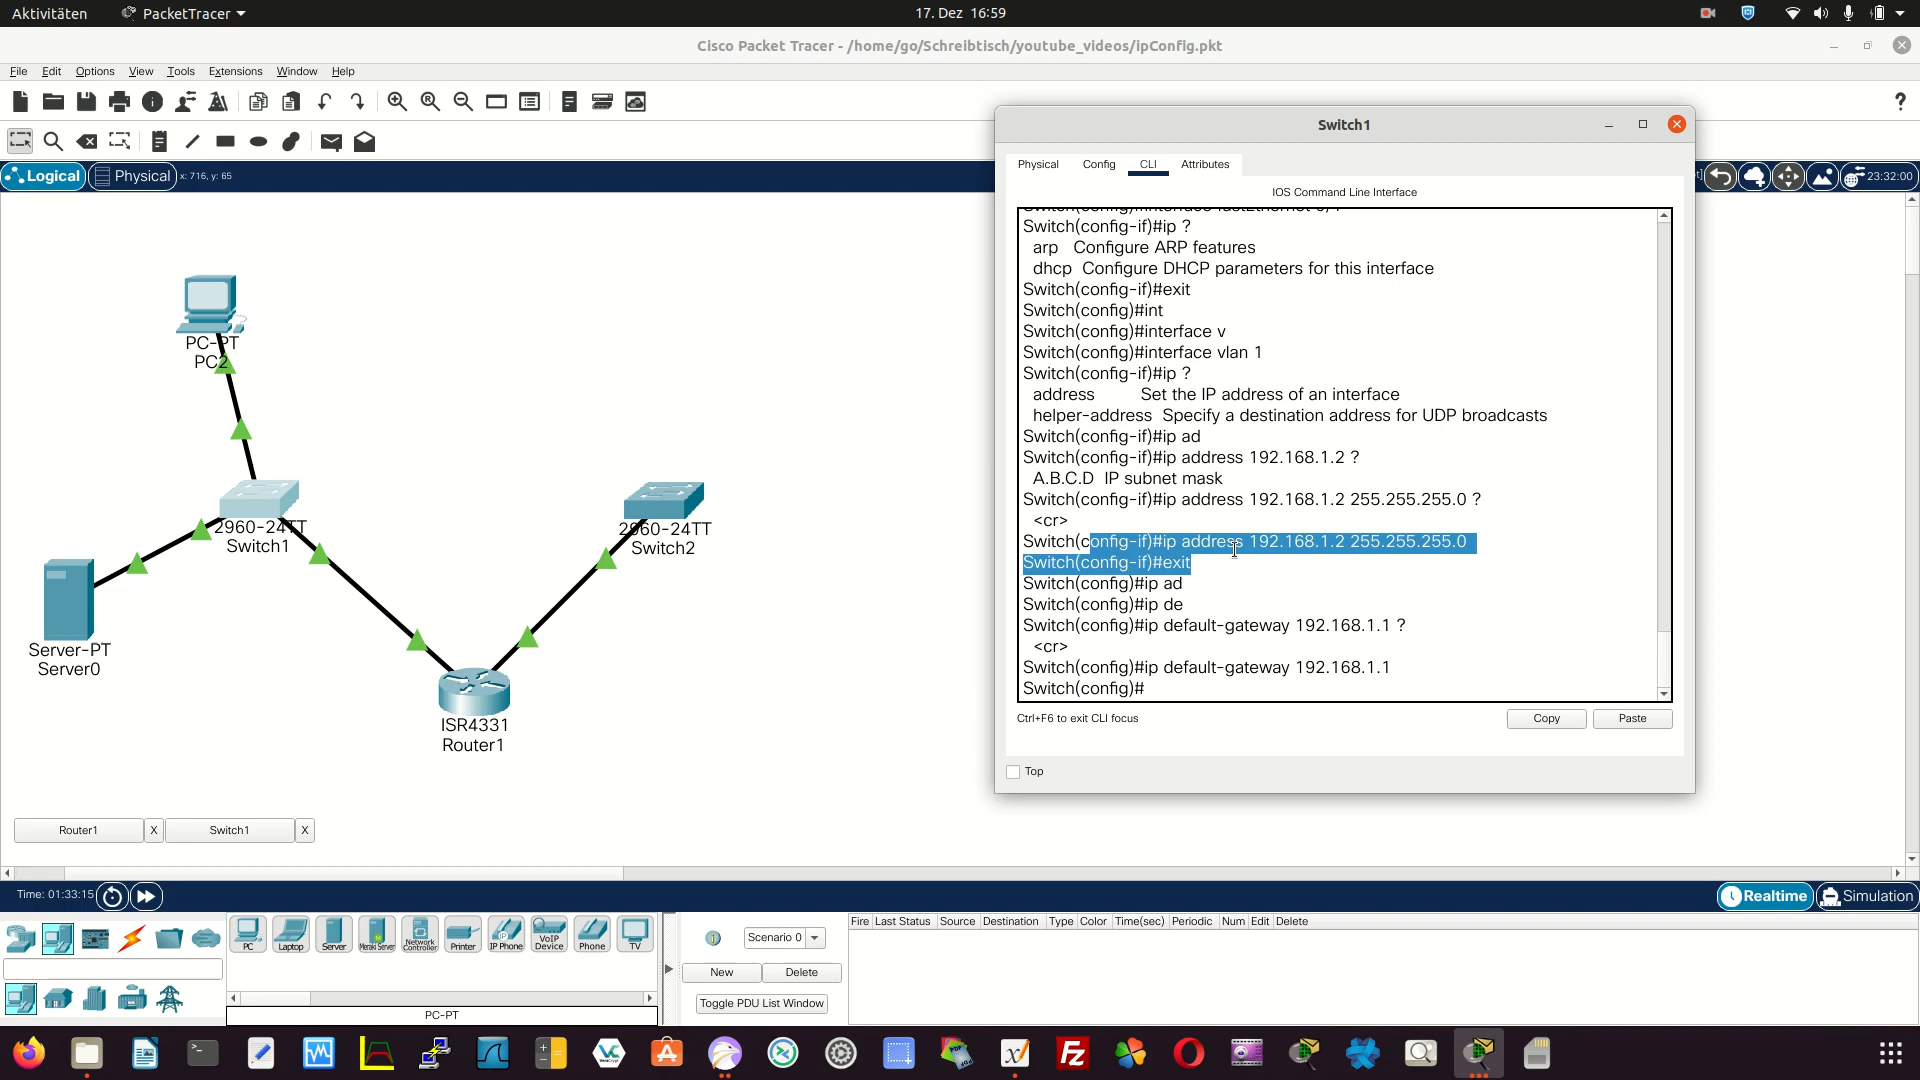 Aktivitäten
PacketTracer
17. Dez 16:59
Cisco Packet Tracer - /home/go/Schreibtisch/youtube_videos/ipConfig.pkt
File Edit Options View Tools Extensions Window Help
Logical
Physical
x: 716, y: 65
23:32:00
Switch1
Physical Config CLI Attributes
IOS Command Line Interface
Switch(config-if)#ip ?
arp Configure ARP features
dhcp Configure DHCP parameters for this interface
Switch(config-if)#exit
Switch(config)#int
Switch(config)#interface v
Switch(config)#interface vlan 1
Switch(config-if)#ip ?
address Set the IP address of an interface
helper-address Specify a destination address for UDP broadcasts
Switch(config-if)#ip ad
Switch(config-if)#ip address 192.168.1.2 ?
A.B.C.D IP subnet mask
Switch(config-if)#ip address 192.168.1.2 255.255.255.0 ?
<cr>
Switch(config-if)#ip address 192.168.1.2 255.255.255.0
Switch(config-if)#exit
Switch(config)#ip ad
Switch(config)#ip de
Switch(config)#ip default-gateway 192.168.1.1 ?
<cr>
Switch(config)#ip default-gateway 192.168.1.1
Switch(config)#
Ctrl+F6 to exit CLI focus
Copy
Paste
Top
PC-PT
PC2
2960-24TT
Switch1
2960-24TT
Switch2
Server-PT
Server0
ISR4331
Router1
Router1 X Switch1 X
Time: 01:33:15
Realtime
Simulation
PC Laptop Server Meraki Server Network Controller Printer IP Phone VoIP Device Phone TV
PC-PT
Scenario 0
New
Delete
Toggle PDU List Window
Fire Last Status Source Destination Type Color Time(sec) Periodic Num Edit Delete